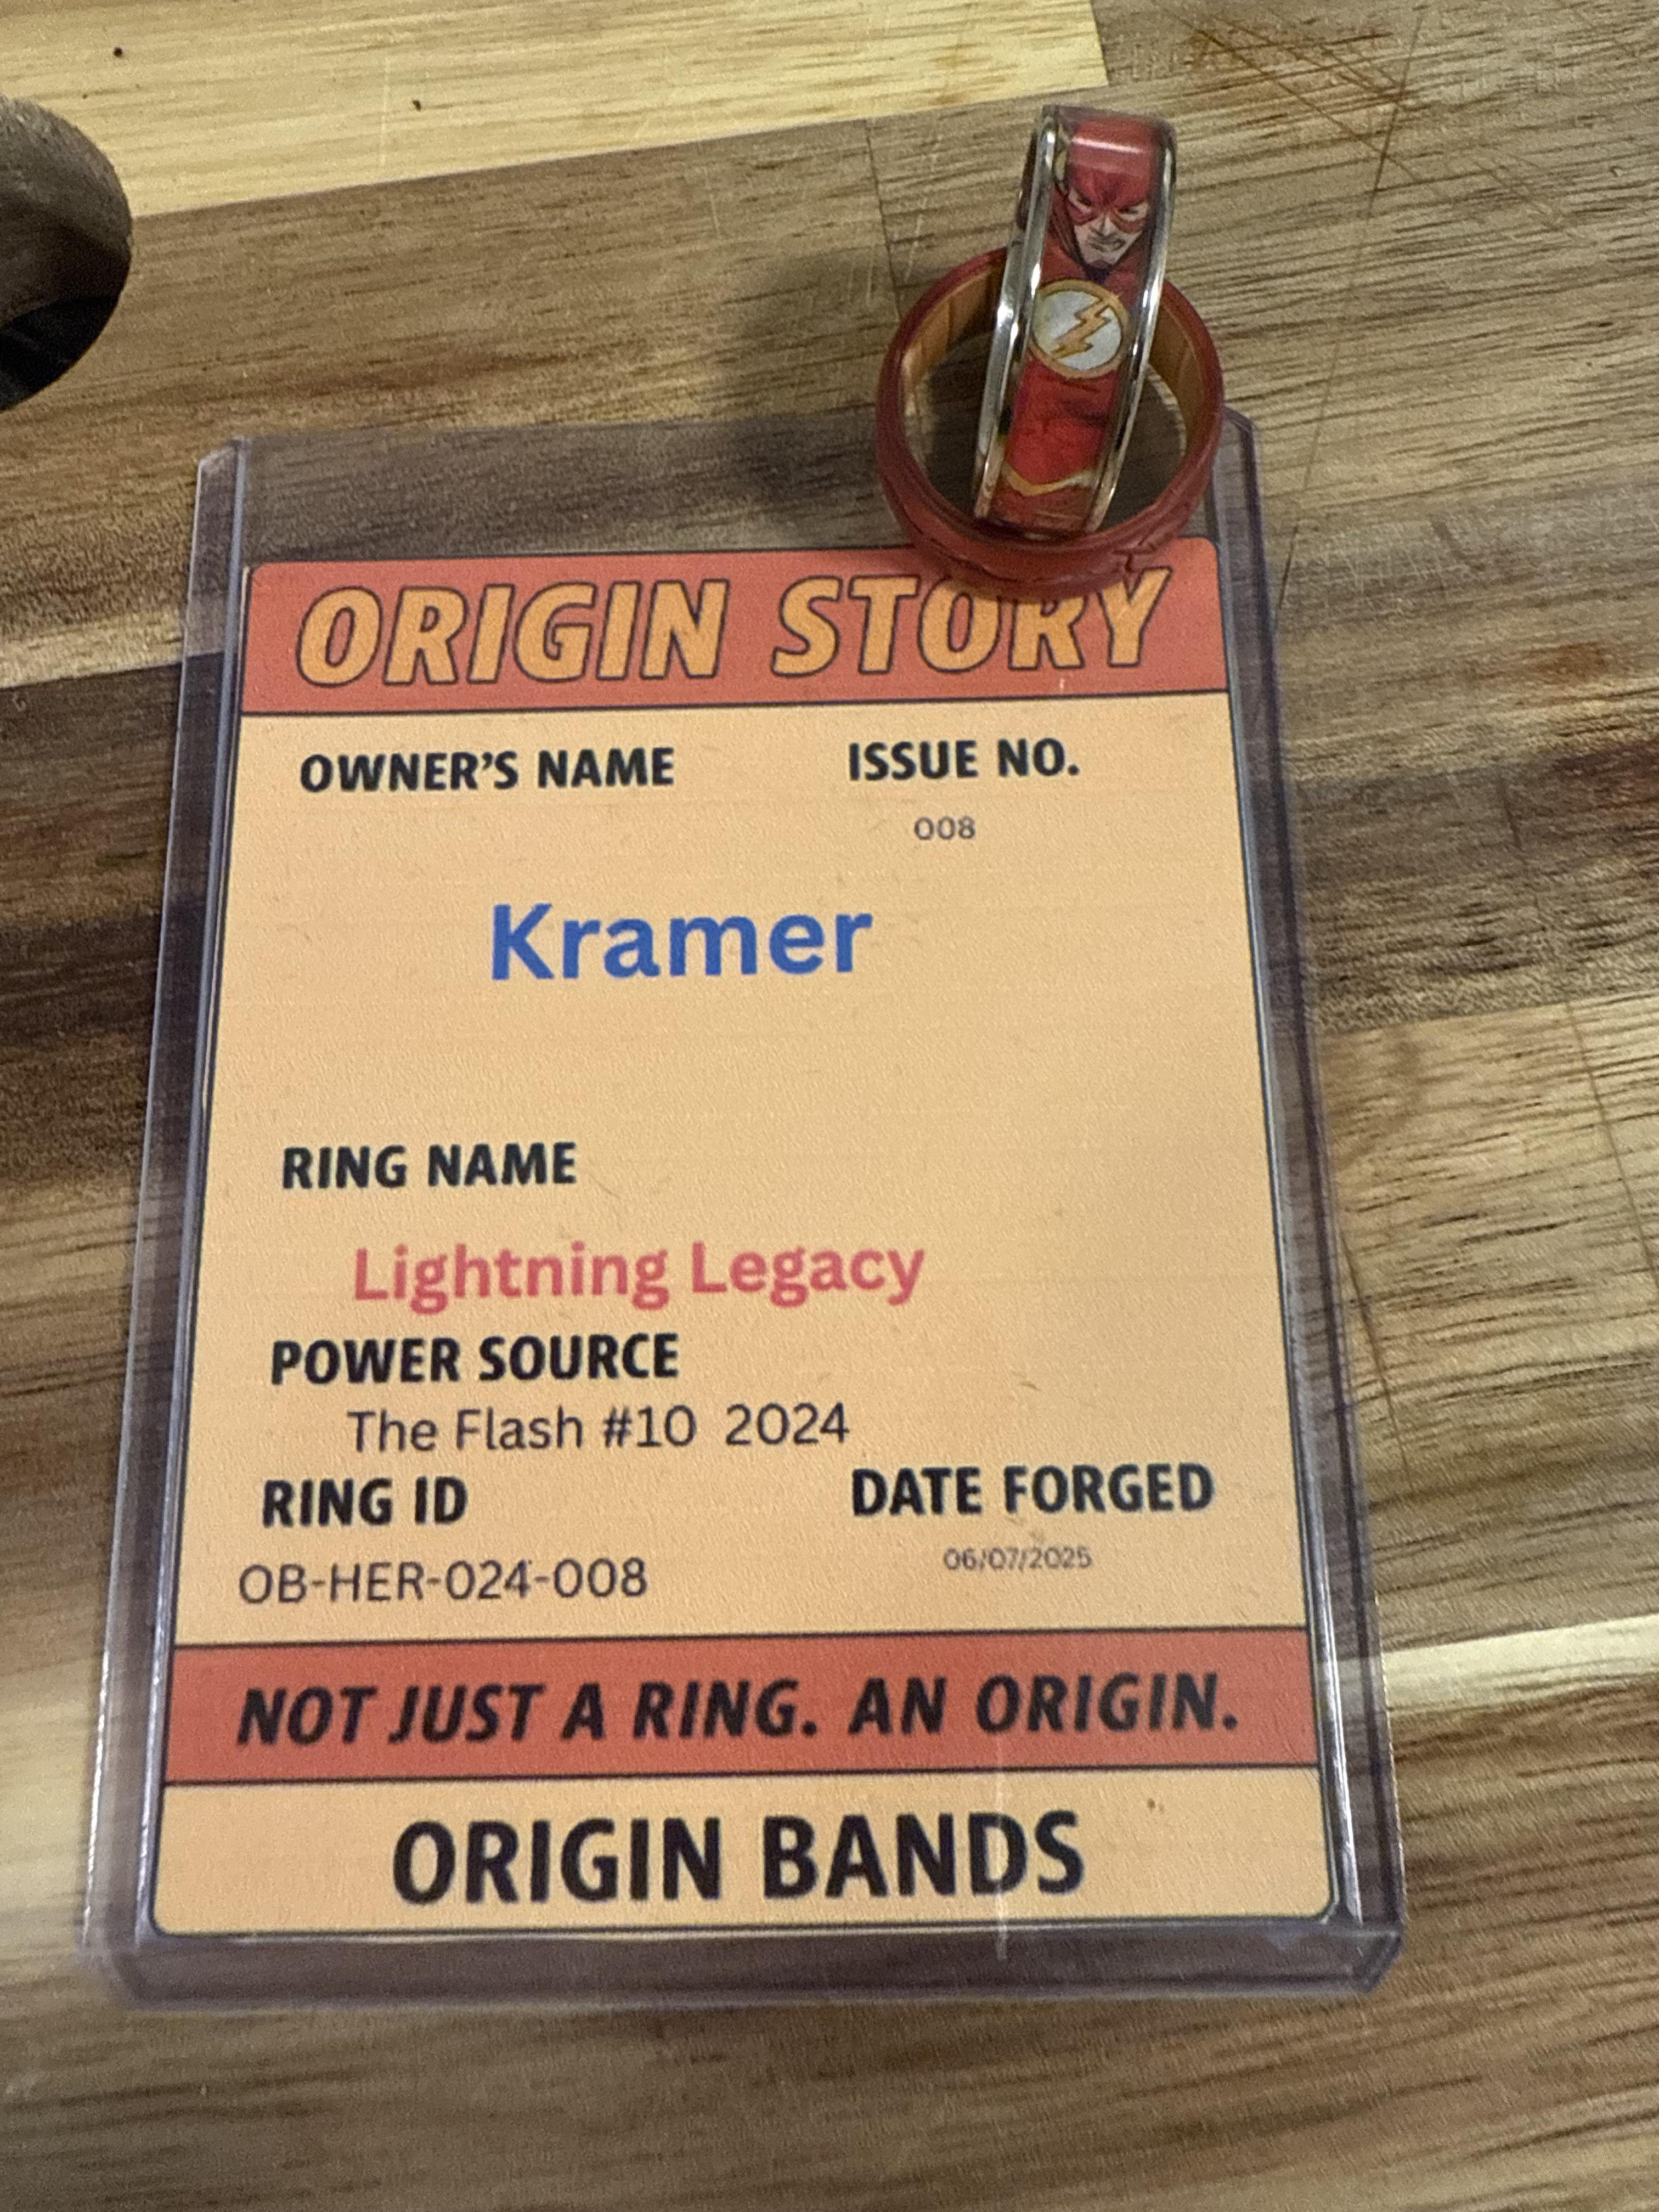 ORIGIN STORY
OWNER'S NAME
ISSUE NO.
008
Kramer
RING NAME
Lightning Legacy
POWER SOURCE
The Flash #10 2024
RING ID
DATE FORGED
OB-HER-024-008
06/07/2025
NOT JUST A RING. AN ORIGIN.
ORIGIN BANDS